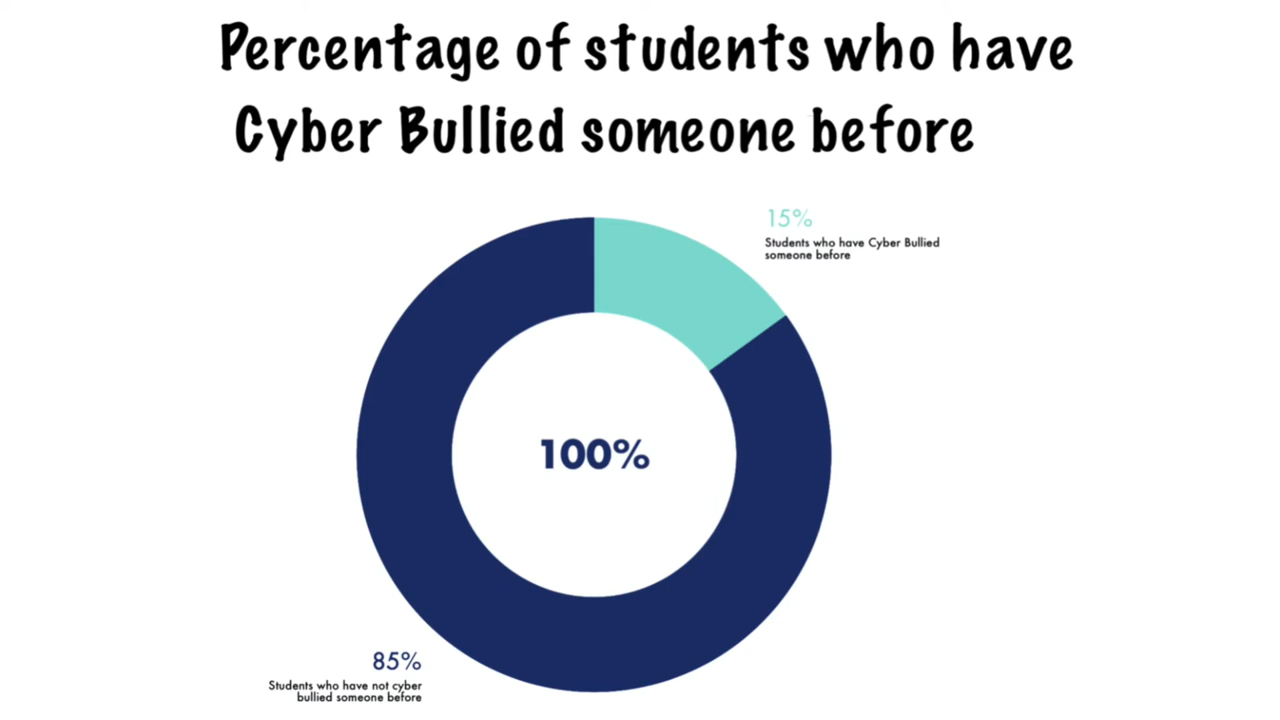 Percentage of students who have
Cyber Bullied someone before
15%
Students who have Cyber Bullied
someone before
100%
85%
Students who have not cyber
bullied someone before